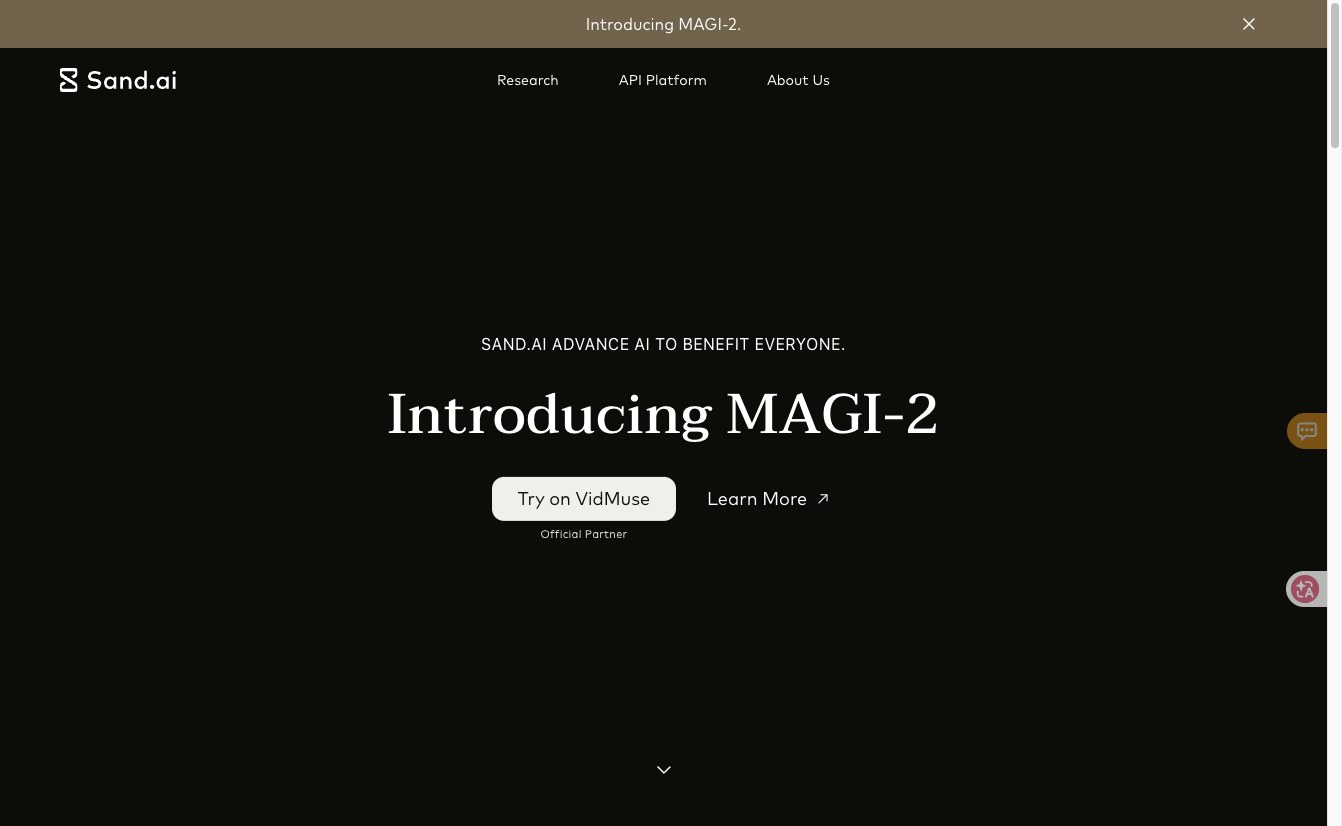 Introducing MAGI-2.
Sand.ai
Research
API Platform
About Us
SAND.AI ADVANCE AI TO BENEFIT EVERYONE.
Introducing MAGI-2
Try on VidMuse
Learn More
Official Partner